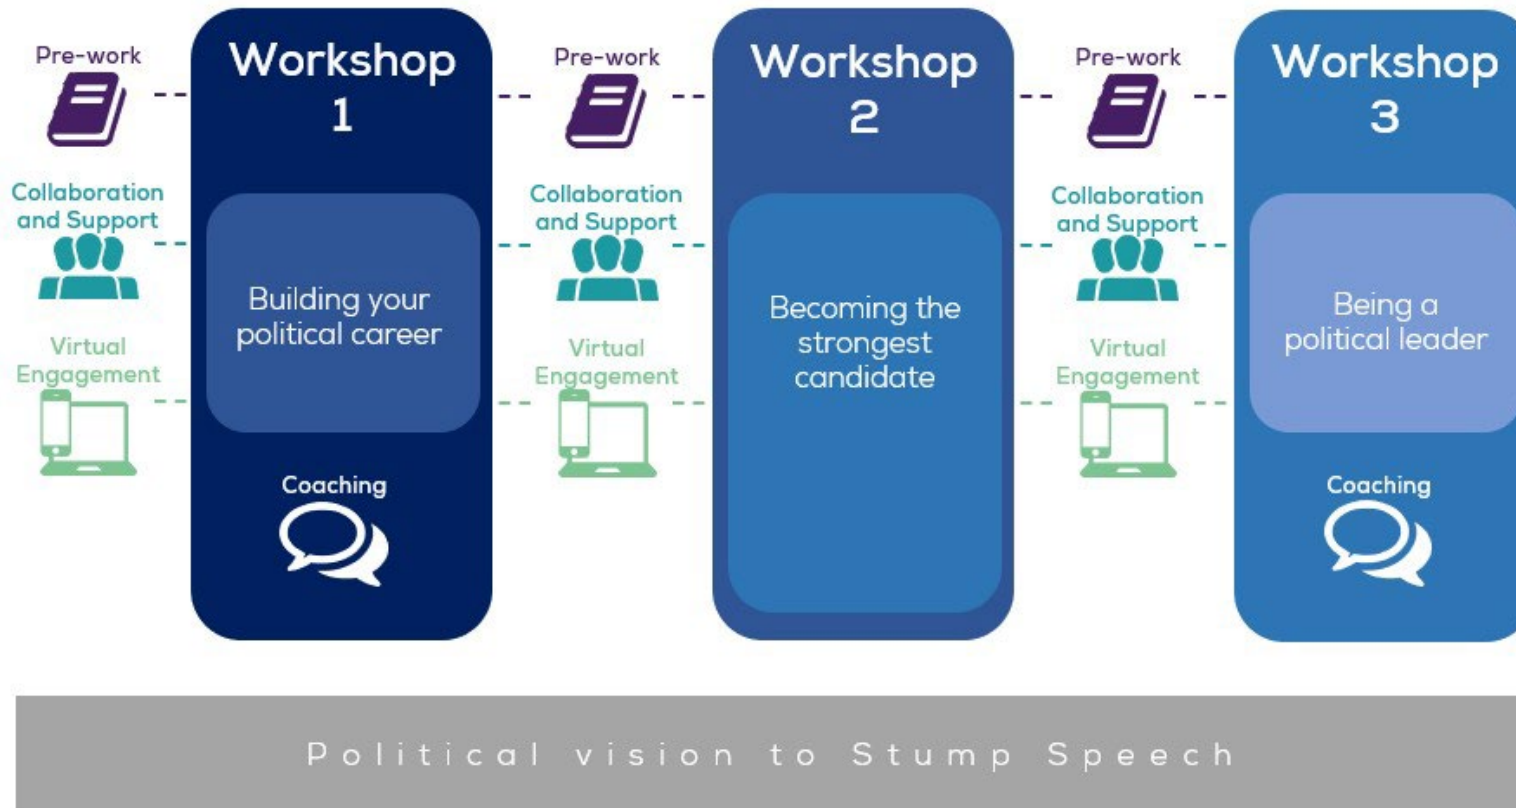 Pre-work
Collaboration
and Support
Virtual
Engagement
Workshop
1
Building your
political career
Coaching
Pre-work
Collaboration
and Support
Virtual
Engagement
Workshop
2
Becoming the
strongest
candidate
Pre-work
Collaboration
and Support
Virtual
Engagement
Workshop
3
Being a
political leader
Coaching
Political vision to Stump Speech